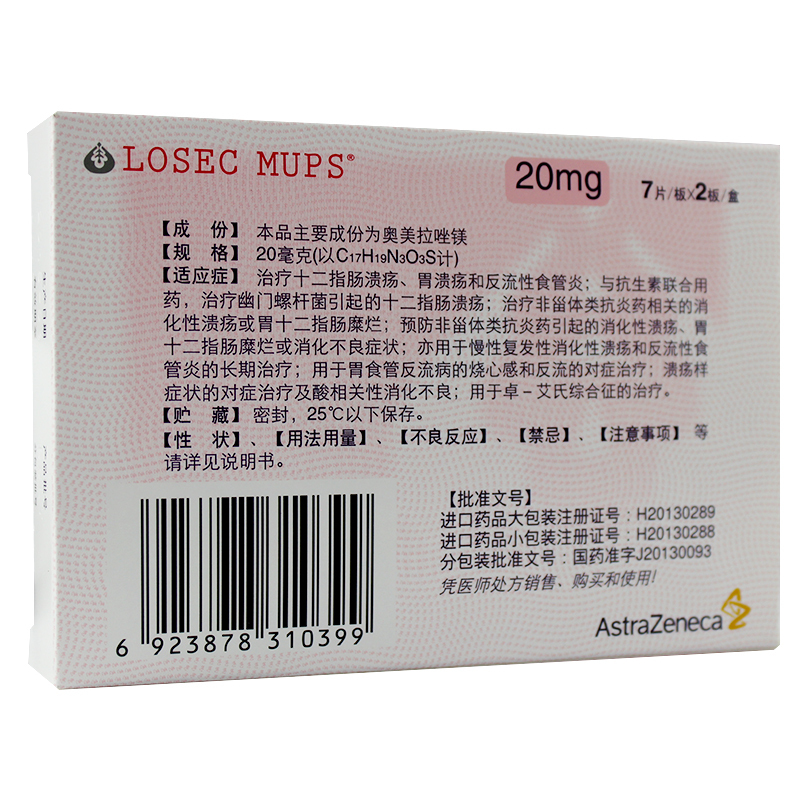 LOSEC MUPS®
20mg
7片/板X2板/盒
【成 份】 本品主要成份为奥美拉唑镁
【规 格】 20毫克(以C17H19N3O3S计)
【适应症】 治疗十二指肠溃疡、胃溃疡和反流性食管炎；与抗生素联合用
药，治疗幽门螺杆菌引起的十二指肠溃疡；治疗非甾体类抗炎药相关的消
化性溃疡或胃十二指肠糜烂；预防非甾体类抗炎药引起的消化性溃疡、胃
十二指肠糜烂或消化不良症状；亦用于慢性复发性消化性溃疡和反流性食
管炎的长期治疗；用于胃食管反流病的烧心感和反流的对症治疗；溃疡样
症状的对症治疗及酸相关性消化不良；用于卓－艾氏综合征的治疗。
【贮 藏】 密封，25℃以下保存。
【性 状】、【用法用量】、【不良反应】、【禁忌】、【注意事项】 等
请详见说明书。
【批准文号】
进口药品大包装注册证号：H20130289
进口药品小包装注册证号：H20130288
分包装批准文号：国药准字J20130093
凭医师处方销售、购买和使用!
6 923878 310399
AstraZeneca